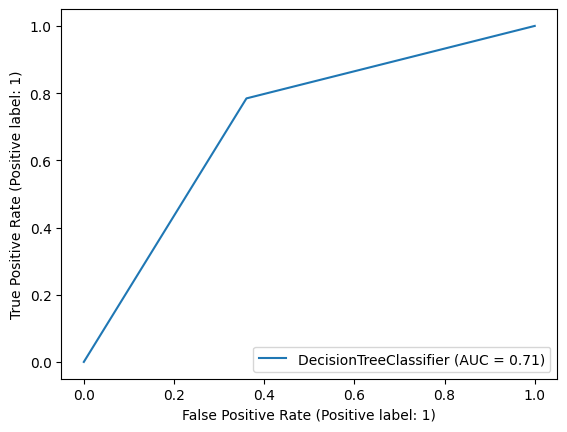 1.0
0.8
0.6
0.4
0.2
0.0
True Positive Rate (Positive label: 1)
DecisionTreeClassifier (AUC = 0.71)
0.0 0.2 0.4 0.6 0.8 1.0
False Positive Rate (Positive label: 1)